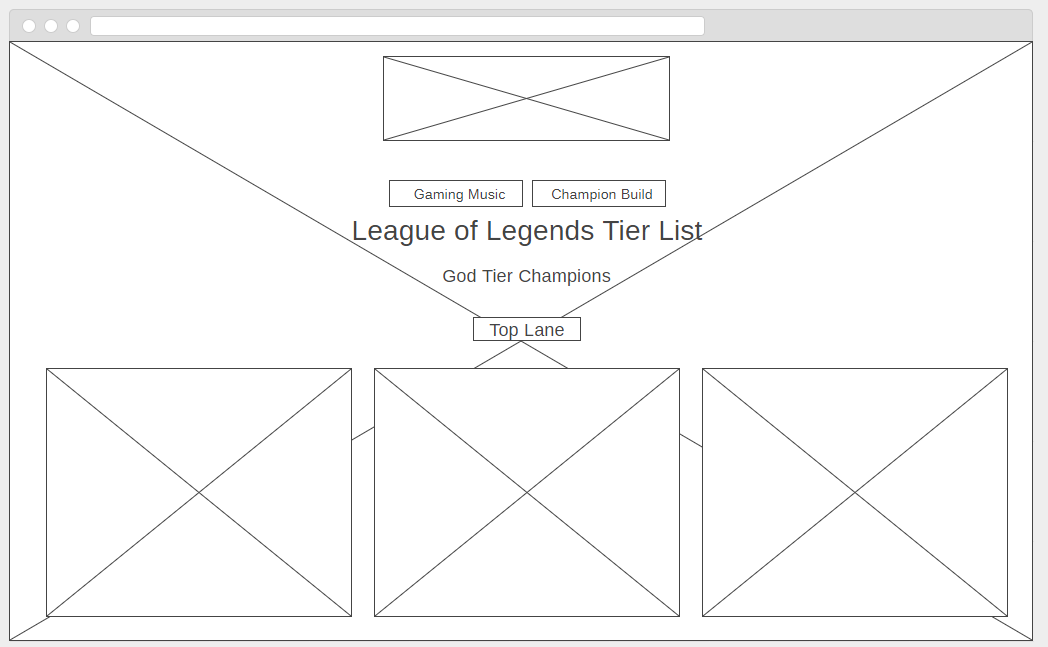 Gaming Music
Champion Build
League of Legends Tier List
God Tier Champions
Top Lane